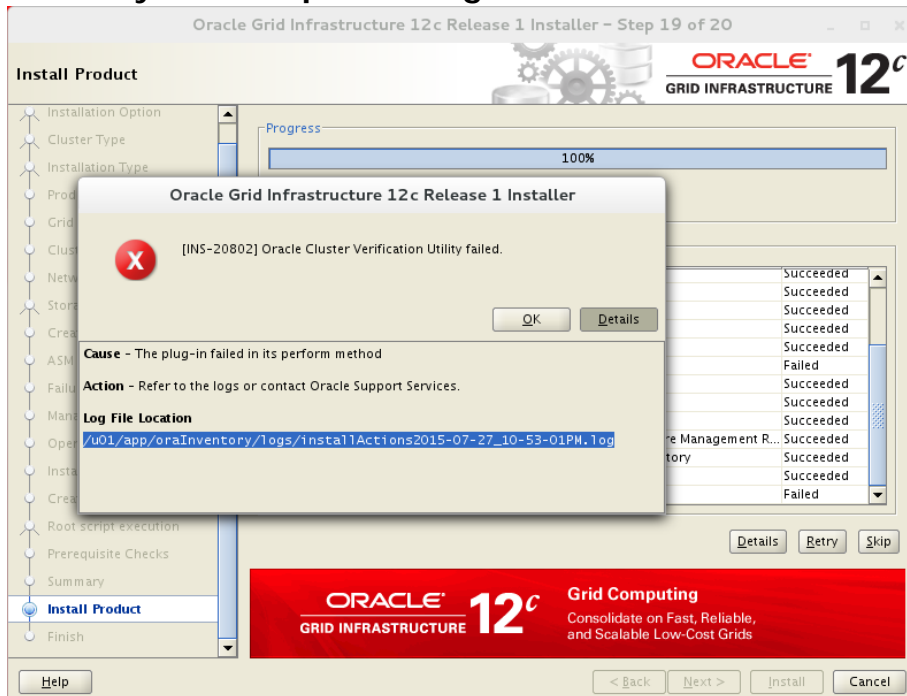 Oracle Grid Infrastructure 12c Release 1 Installer – Step 19 of 20
Install Product
ORACLE
GRID INFRASTRUCTURE
12c
Installation Option
Cluster Type
Installation Type
Prod
Grid
Clus
Netw
Stora
Crea
ASM
Failu
Mana
Oper
Insta
Crea
Root script execution
Prerequisite Checks
Summary
Install Product
Finish
Progress
100%
Oracle Grid Infrastructure 12c Release 1 Installer
[INS-20802] Oracle Cluster Verification Utility failed.
OK
Details
Cause – The plug-in failed in its perform method
Action – Refer to the logs or contact Oracle Support Services.
Log File Location
/u01/app/oraInventory/logs/installActions2015-07-27_10-53-01PM.log
Succeeded
Succeeded
Succeeded
Succeeded
Succeeded
Failed
Succeeded
Succeeded
Succeeded
re Management R... Succeeded
tory Succeeded
Succeeded
Failed
Details
Retry
Skip
ORACLE
GRID INFRASTRUCTURE
12c
Grid Computing
Consolidate on Fast, Reliable,
and Scalable Low-Cost Grids
Help
< Back
Next >
Install
Cancel